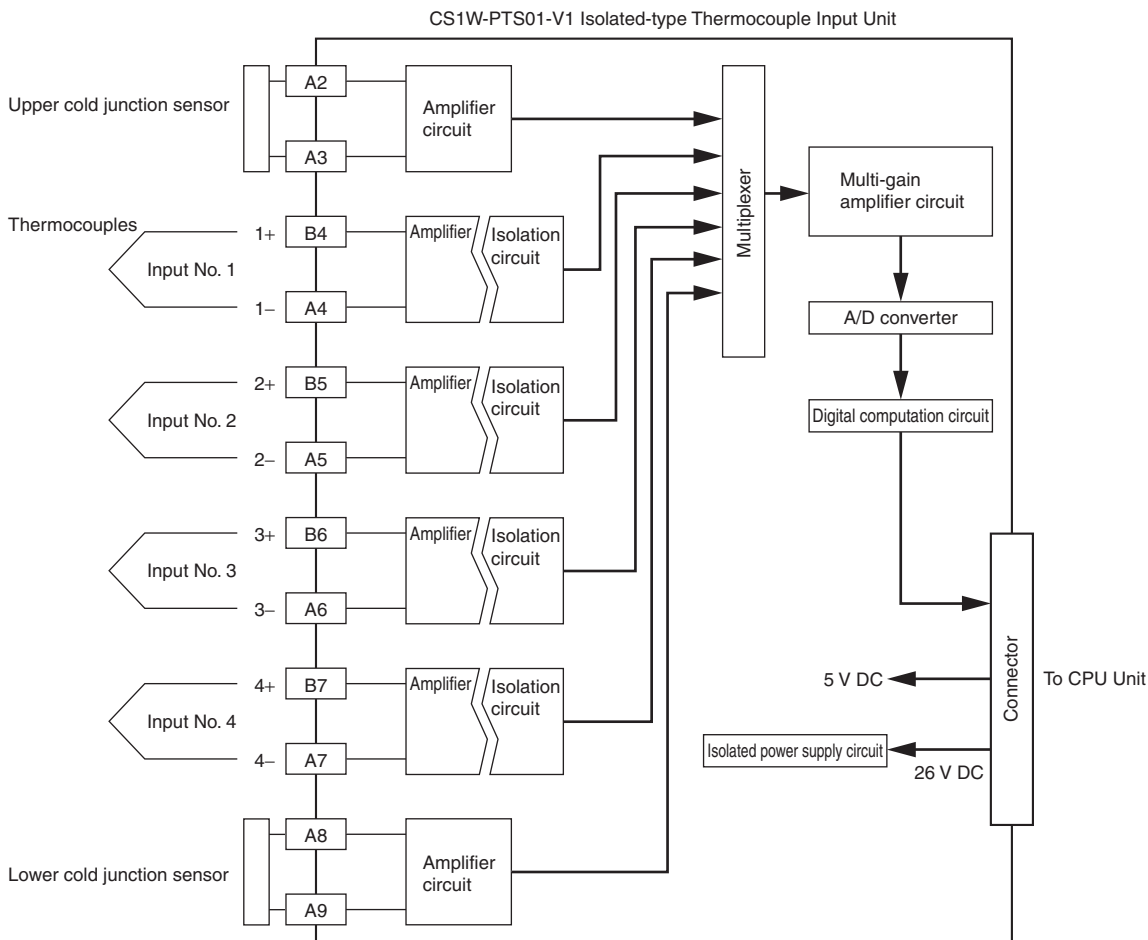 CS1W-PTS01-V1 Isolated-type Thermocouple Input Unit
Upper cold junction sensor
A2
A3
Amplifier
circuit
Thermocouples
Input No. 1
1+
B4
1−
A4
Amplifier
Isolation
circuit
Input No. 2
2+
B5
2−
A5
Amplifier
Isolation
circuit
Input No. 3
3+
B6
3−
A6
Amplifier
Isolation
circuit
Input No. 4
4+
B7
4−
A7
Amplifier
Isolation
circuit
Lower cold junction sensor
A8
A9
Amplifier
circuit
Multiplexer
Multi-gain
amplifier circuit
A/D converter
Digital computation circuit
Connector
To CPU Unit
5 V DC
Isolated power supply circuit
26 V DC